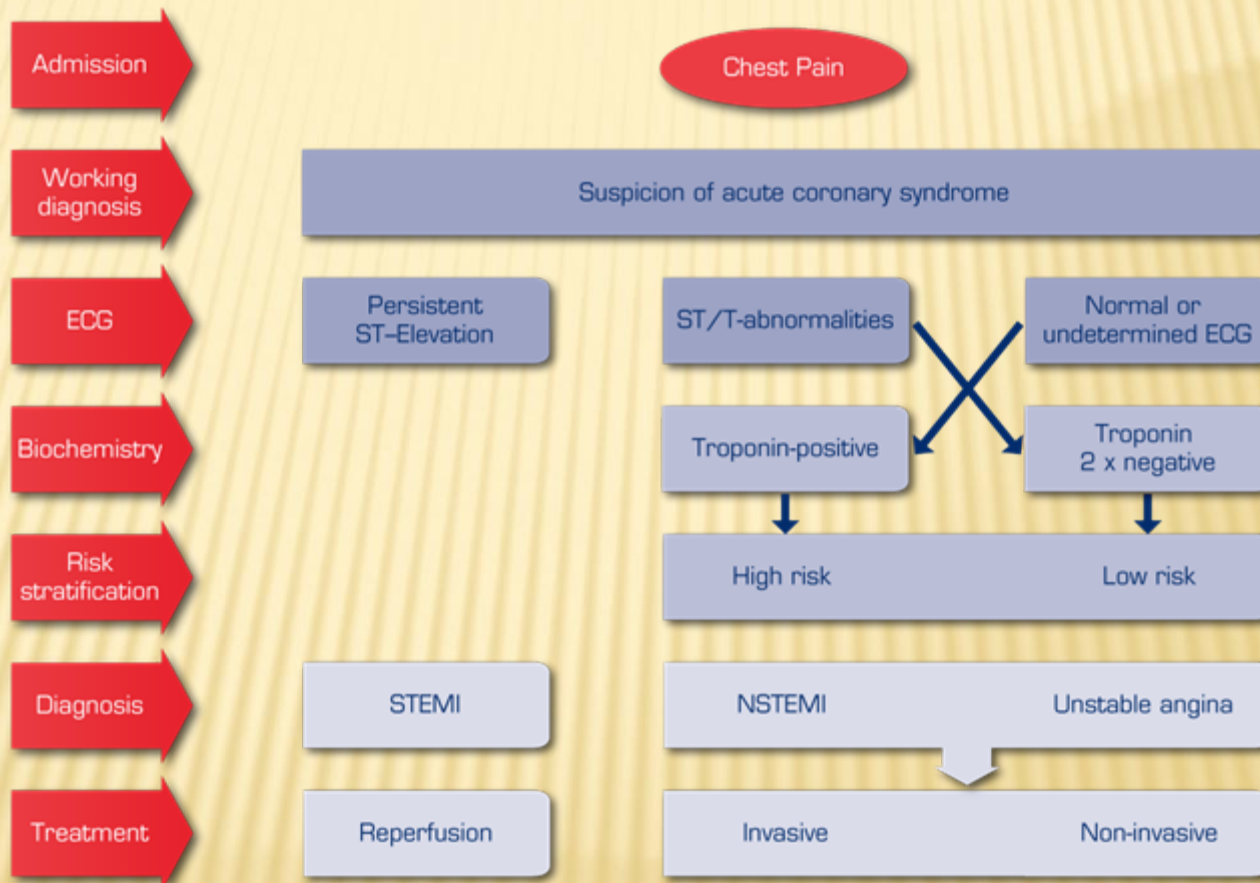 Admission
Chest Pain
Working
diagnosis
Suspicion of acute coronary syndrome
ECG
Persistent
ST–Elevation
ST/T-abnormalities
Normal or
undetermined ECG
Biochemistry
Troponin-positive
Troponin
2 x negative
Risk
stratification
High risk
Low risk
Diagnosis
STEMI
NSTEMI
Unstable angina
Treatment
Reperfusion
Invasive
Non-invasive